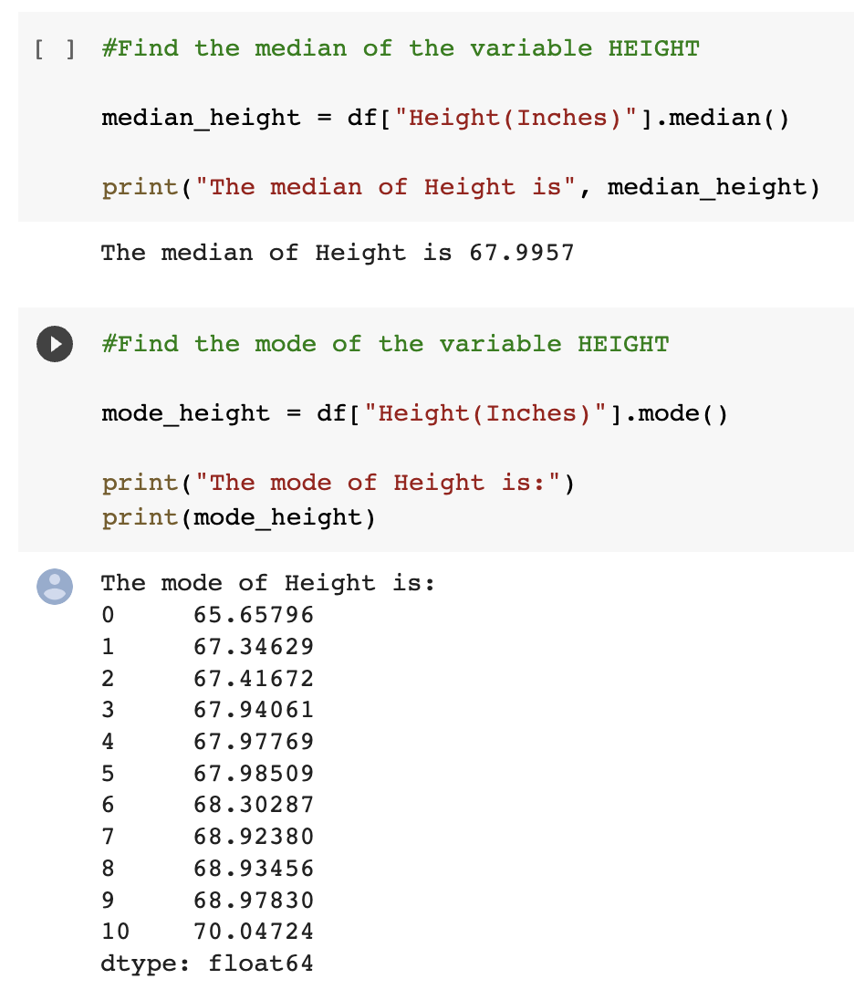 [ ] #Find the median of the variable HEIGHT
median_height = df["Height(Inches)"].median()
print("The median of Height is", median_height)
The median of Height is 67.9957
#Find the mode of the variable HEIGHT
mode_height = df["Height(Inches)"].mode()
print("The mode of Height is:")
print(mode_height)
The mode of Height is:
0 65.65796
1 67.34629
2 67.41672
3 67.94061
4 67.97769
5 67.98509
6 68.30287
7 68.92380
8 68.93456
9 68.97830
10 70.04724
dtype: float64